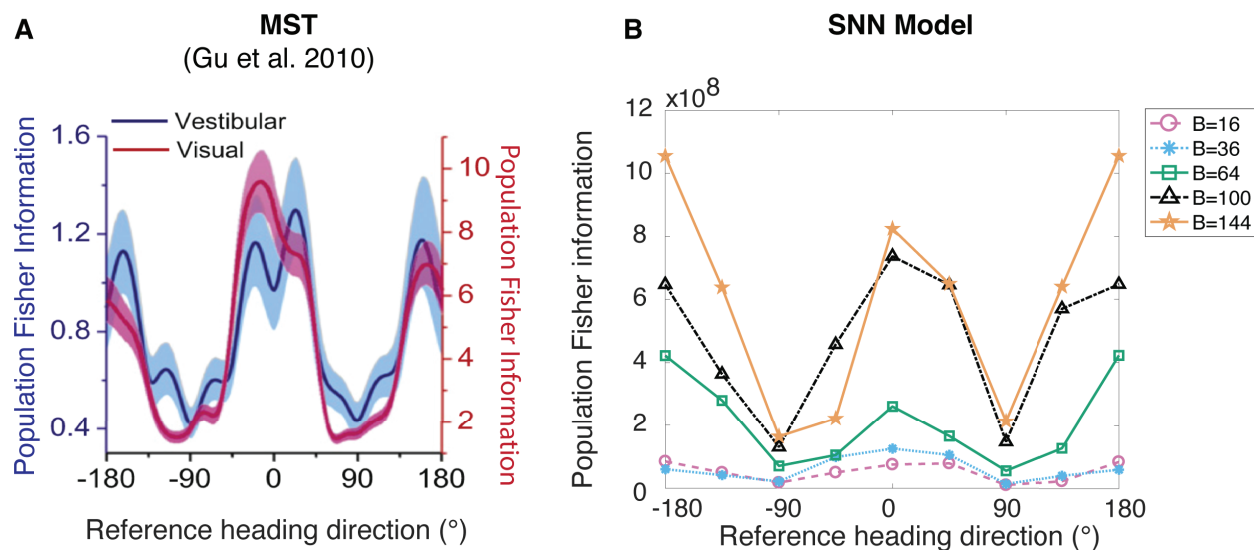 A
MST
(Gu et al. 2010)
Vestibular
Visual
Population Fisher Information
1.6
1.2
0.8
0.4
10
8
6
4
2
Population Fisher Information
-180 -90 0 90 180
Reference heading direction (°)
B
SNN Model
x10⁸
Population Fisher information
12
10
8
6
4
2
0
-180 -90 0 90 180
Reference heading direction (°)
B=16
B=36
B=64
B=100
B=144